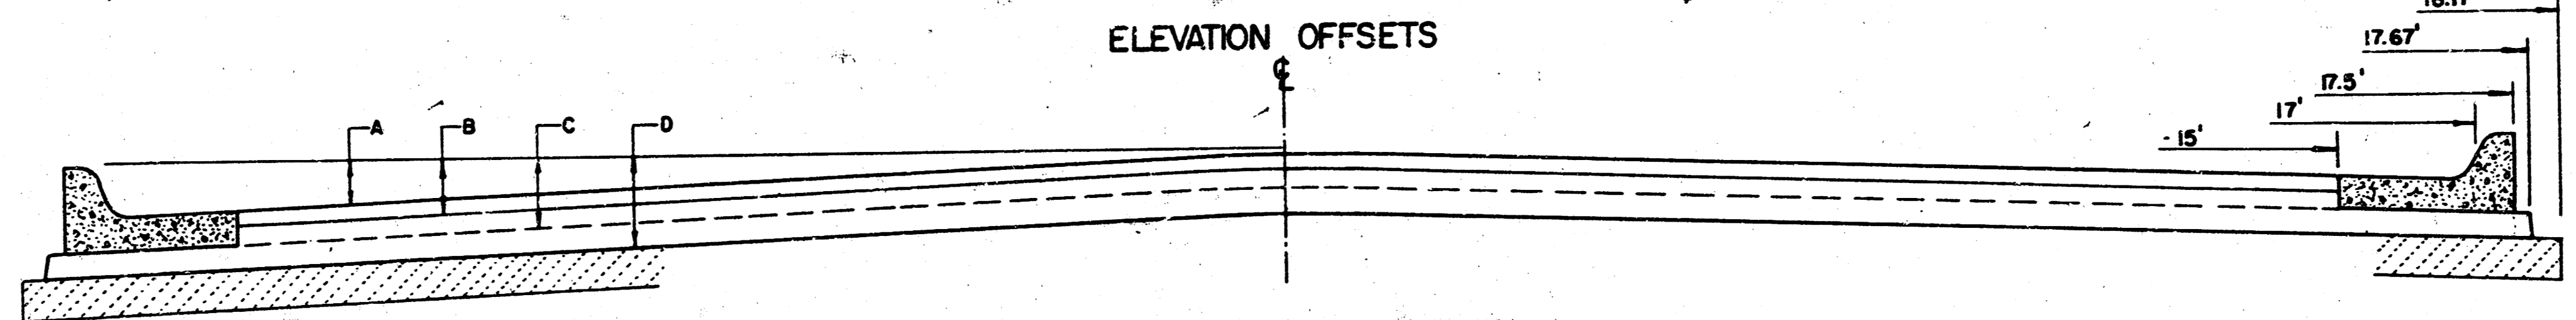 ELEVATION OFFSETS
℄
17.67'
17.5'
17'
15'
A
B
C
D